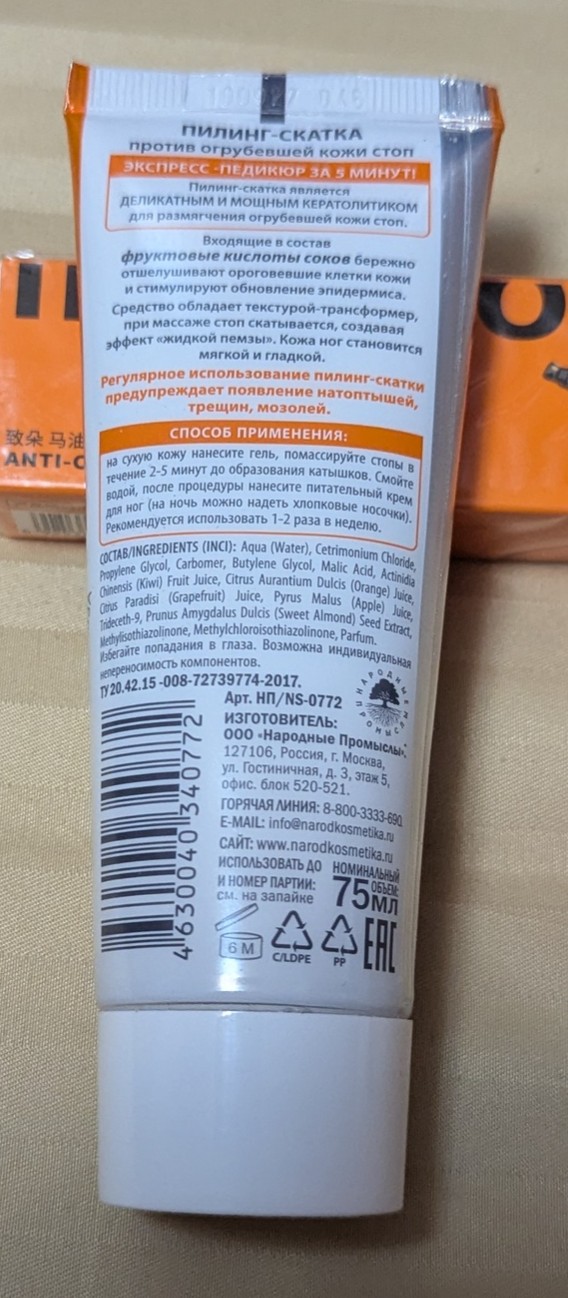 ПИЛИНГ-СКАТКА
против огрубевшей кожи стоп
ЭКСПРЕСС -ПЕДИКЮР ЗА 5 МИНУТ!
Пилинг-скатка является
ДЕЛИКАТНЫМ И МОЩНЫМ КЕРАТОЛИТИКОМ
для размягчения огрубевшей кожи стоп.
Входящие в состав
фруктовые кислоты соков бережно
отшелушивают ороговевшие клетки кожи
и стимулируют обновление эпидермиса.
Средство обладает текстурой-трансформер,
при массаже стоп скатывается, создавая
эффект «жидкой пемзы». Кожа ног становится
мягкой и гладкой.
Регулярное использование пилинг-скатки
предупреждает появление натоптышей,
трещин, мозолей.
СПОСОБ ПРИМЕНЕНИЯ:
на сухую кожу нанесите гель, помассируйте стопы в
течение 2-5 минут до образования катышков. Смойте
водой, после процедуры нанесите питательный крем
для ног (на ночь можно надеть хлопковые носочки).
Рекомендуется использовать 1-2 раза в неделю.
СОСТАВ/INGREDIENTS (INCI): Aqua (Water), Cetrimonium Chloride,
Propylene Glycol, Carbomer, Butylene Glycol, Malic Acid, Actinidia
Chinensis (Kiwi) Fruit Juice, Citrus Aurantium Dulcis (Orange) Juice,
Citrus Paradisi (Grapefruit) Juice, Pyrus Malus (Apple) Juice,
Trideceth-9, Prunus Amygdalus Dulcis (Sweet Almond) Seed Extract,
Methylisothiazolinone, Methylchloroisothiazolinone, Parfum.
Избегайте попадания в глаза. Возможна индивидуальная
непереносимость компонентов.
ТУ 20.42.15 -008-72739774-2017.
Арт. НП/NS-0772
НАРОДНЫЕ ПРОМЫСЛЫ
ИЗГОТОВИТЕЛЬ:
ООО «Народные Промыслы».
127106, Россия, г. Москва,
ул. Гостиничная, д. 3, этаж 5,
офис. блок 520-521.
ГОРЯЧАЯ ЛИНИЯ: 8-800-3333-690
E-MAIL: info@narodkosmetika.ru
САЙТ: www.narodkosmetika.ru
ИСПОЛЬЗОВАТЬ ДО
И НОМЕР ПАРТИИ:
см. на запайке
НОМИНАЛЬНЫЙ
ОБЪЕМ:
75МЛ
6 M
C/LDPE
PP
EAC
4 630040 340772
致朵 马油
ANTI-C